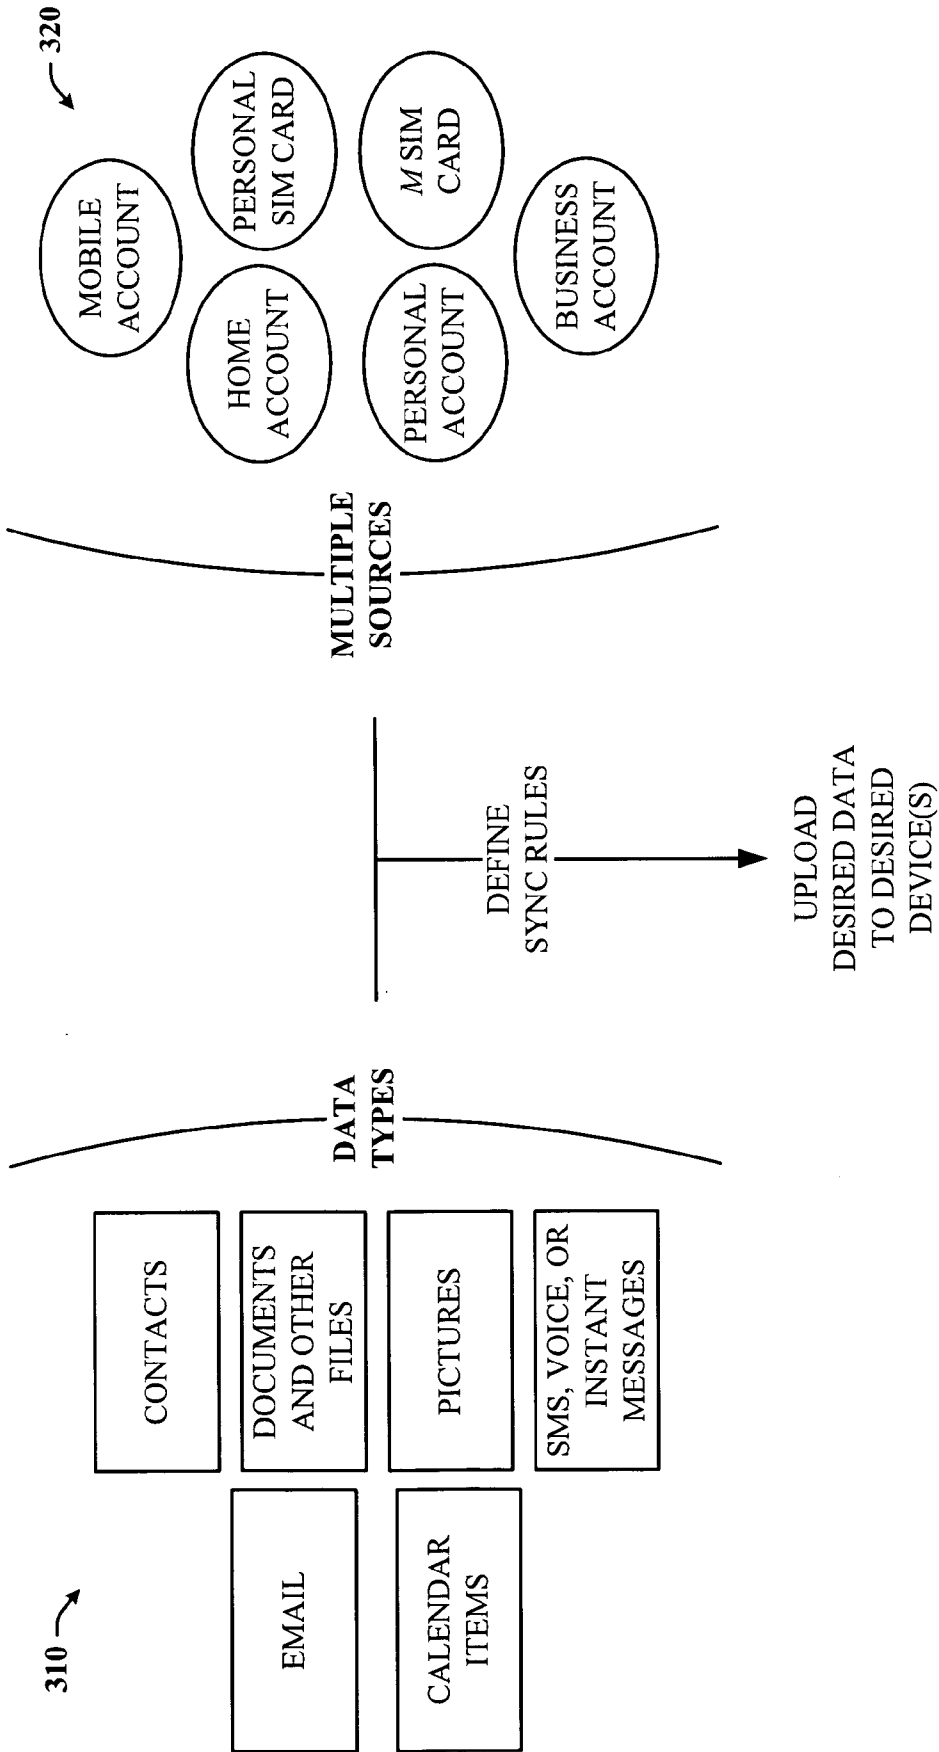 310
EMAIL
CALENDAR
ITEMS
CONTACTS
DOCUMENTS
AND OTHER
FILES
PICTURES
SMS, VOICE, OR
INSTANT
MESSAGES
DATA
TYPES
DEFINE
SYNC RULES
UPLOAD
DESIRED DATA
TO DESIRED
DEVICE(S)
MULTIPLE
SOURCES
320
MOBILE
ACCOUNT
HOME
ACCOUNT
PERSONAL
SIM CARD
PERSONAL
ACCOUNT
M SIM
CARD
BUSINESS
ACCOUNT